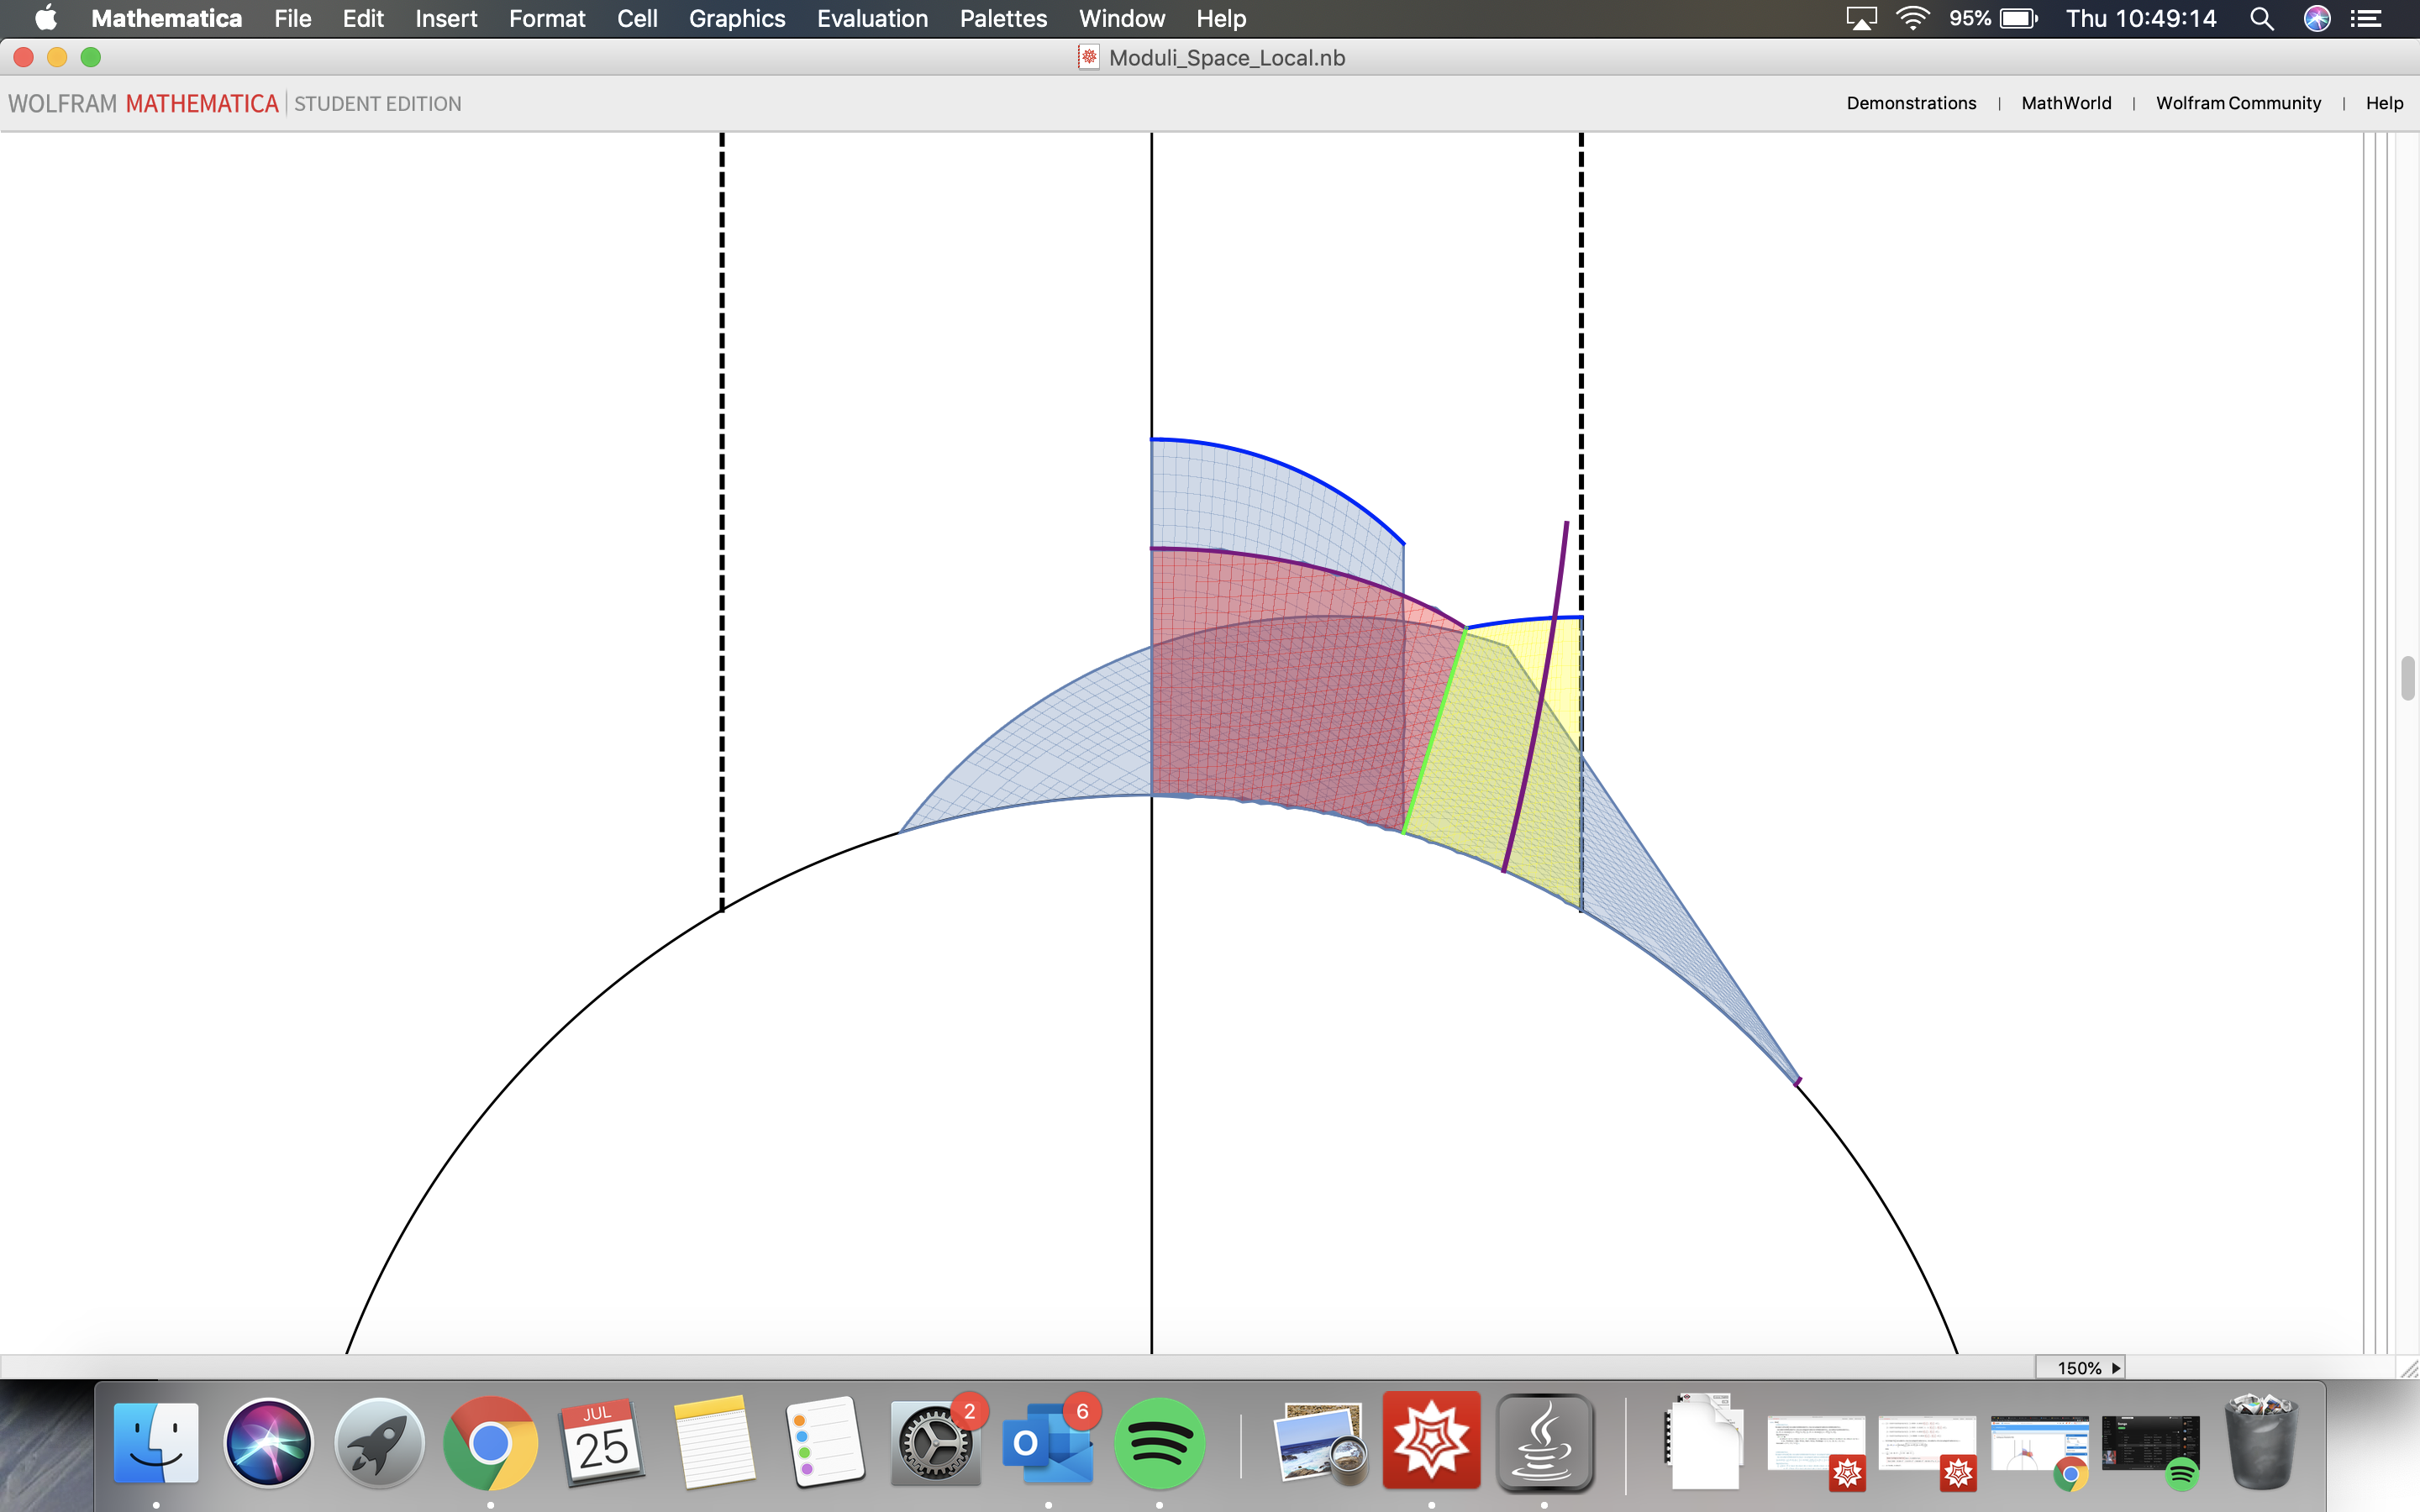 Mathematica File Edit Insert Format Cell Graphics Evaluation Palettes Window Help 95% Thu 10:49:14
Moduli_Space_Local.nb
WOLFRAM MATHEMATICA | STUDENT EDITION Demonstrations | MathWorld | Wolfram Community | Help
150%
JUL
25
2
6
O